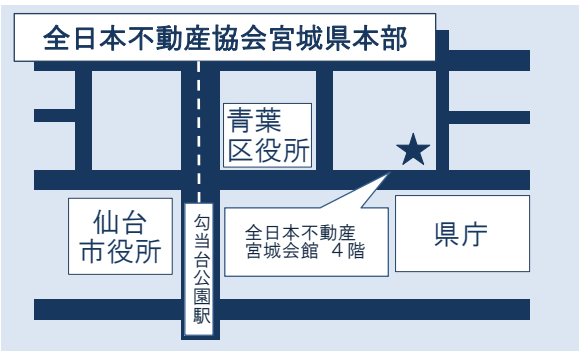 全日本不動産協会宮城県本部
青葉
区役所
仙台
市役所
勾当台公園駅
全日本不動産
宮城会館 4階
県庁